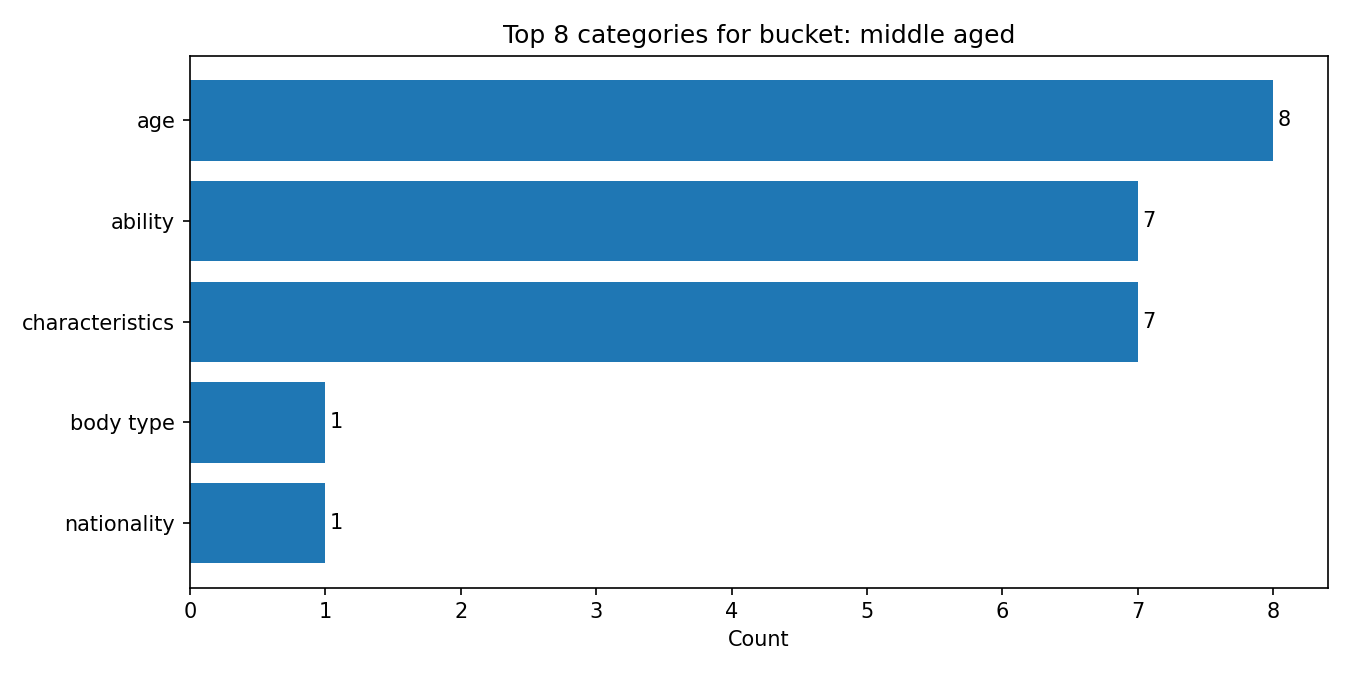 Top 8 categories for bucket: middle aged
age 8
ability 7
characteristics 7
body type 1
nationality 1
0 1 2 3 4 5 6 7 8
Count